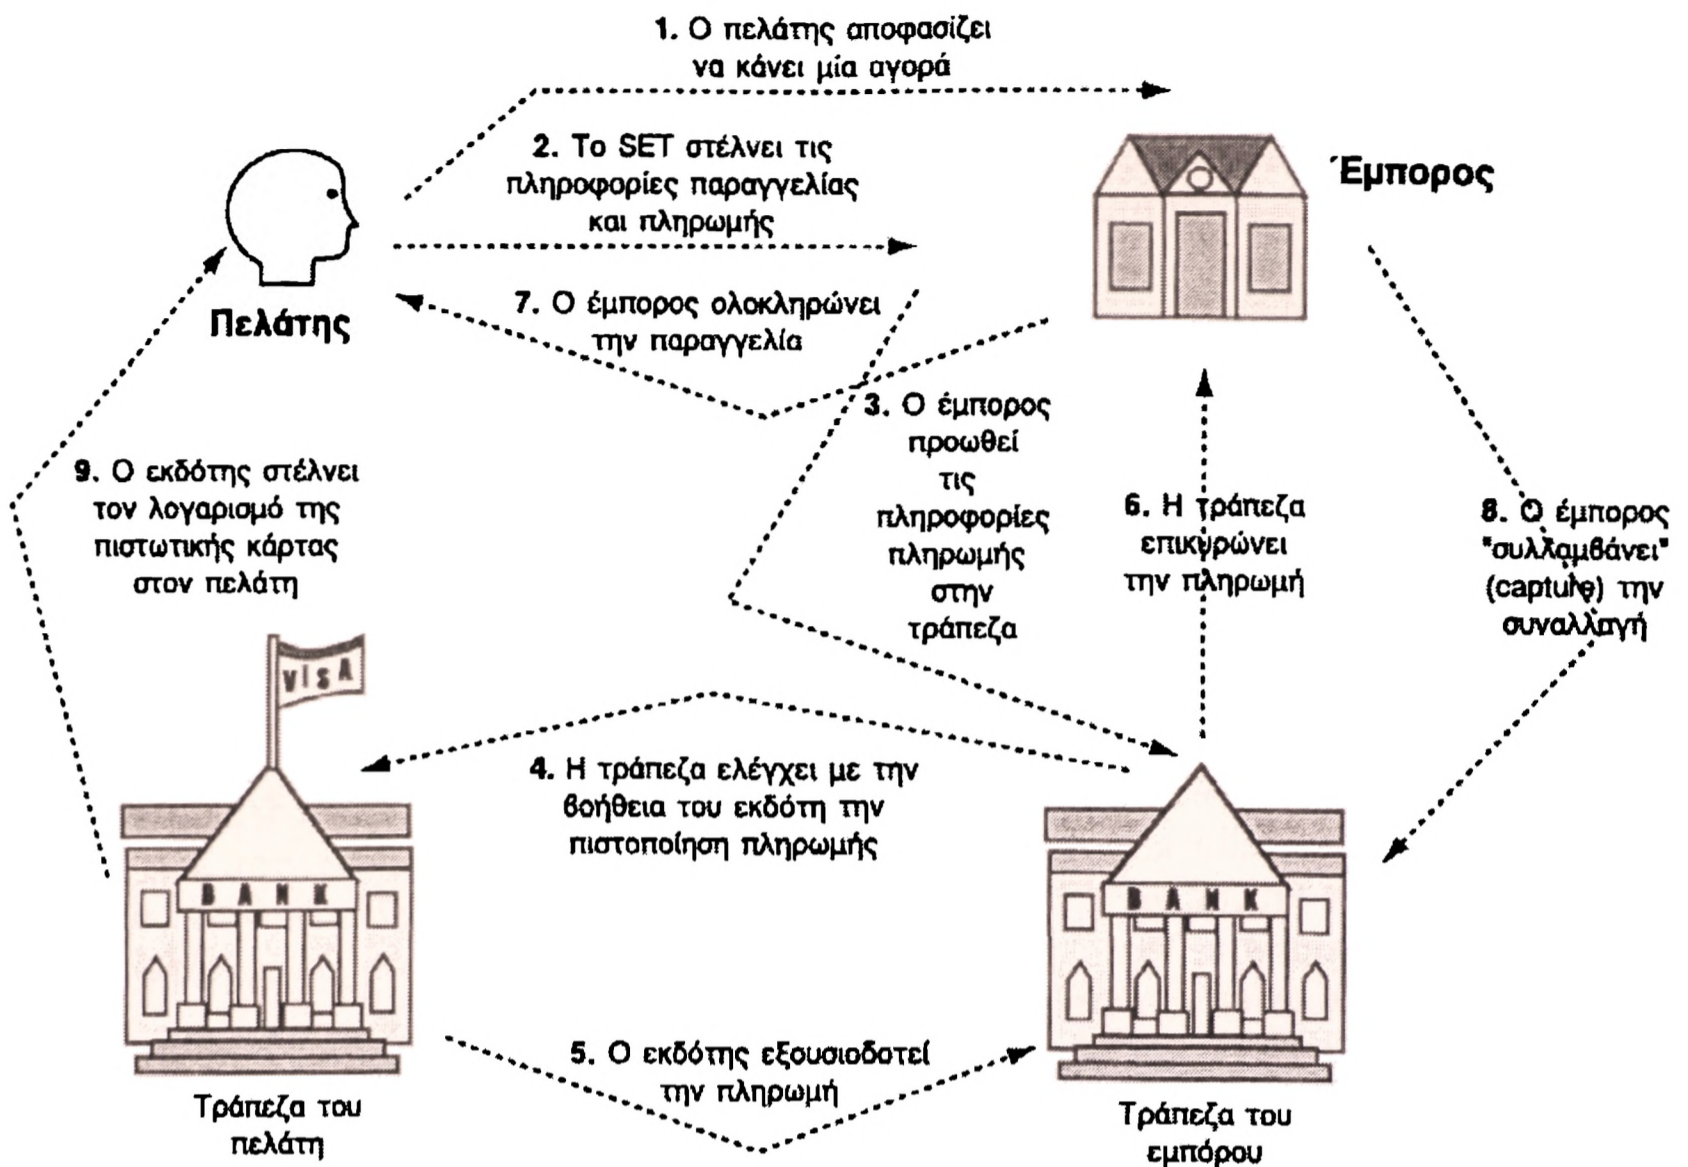 1. Ο πελάτης αποφασίζει
να κάνει μία αγορά
2. Το SET στέλνει τις
πληροφορίες παραγγελίας
και πληρωμής
Έμπορος
Πελάτης
7. Ο έμπορος ολοκληρώνει
την παραγγελία
3. Ο έμπορος
προωθεί
τις
πληροφορίες
πληρωμής
στην
τράπεζα
9. Ο εκδότης στέλνει
τον λογαρισμό της
πιστωτικής κάρτας
στον πελάτη
6. Η τράπεζα
επικυρώνει
την πληρωμή
8. Ο έμπορος
"συλλαμβάνει"
(capture) την
συναλλαγή
VISA
4. Η τράπεζα ελέγχει με την
βοήθεια του εκδότη την
πιστοποίηση πληρωμής
BANK
BANK
5. Ο εκδότης εξουσιοδοτεί
την πληρωμή
Τράπεζα του
πελάτη
Τράπεζα του
εμπόρου